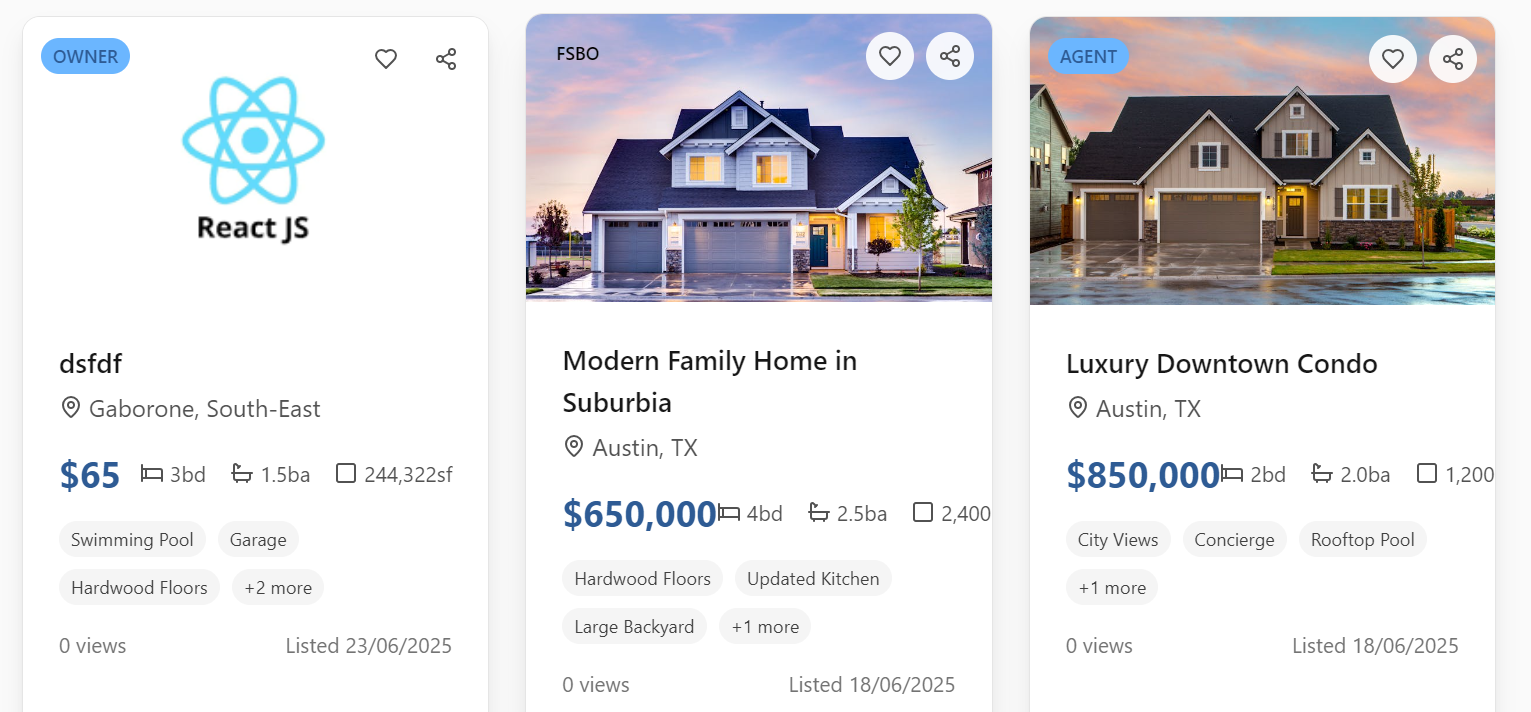 OWNER
React JS
dsfdf
Gaborone, South-East
$65 3bd 1.5ba 244,322sf
Swimming Pool Garage
Hardwood Floors +2 more
0 views Listed 23/06/2025
FSBO
Modern Family Home in
Suburbia
Austin, TX
$650,000 4bd 2.5ba 2,400
Hardwood Floors Updated Kitchen
Large Backyard +1 more
0 views Listed 18/06/2025
AGENT
Luxury Downtown Condo
Austin, TX
$850,000 2bd 2.0ba 1,200
City Views Concierge Rooftop Pool
+1 more
0 views Listed 18/06/2025